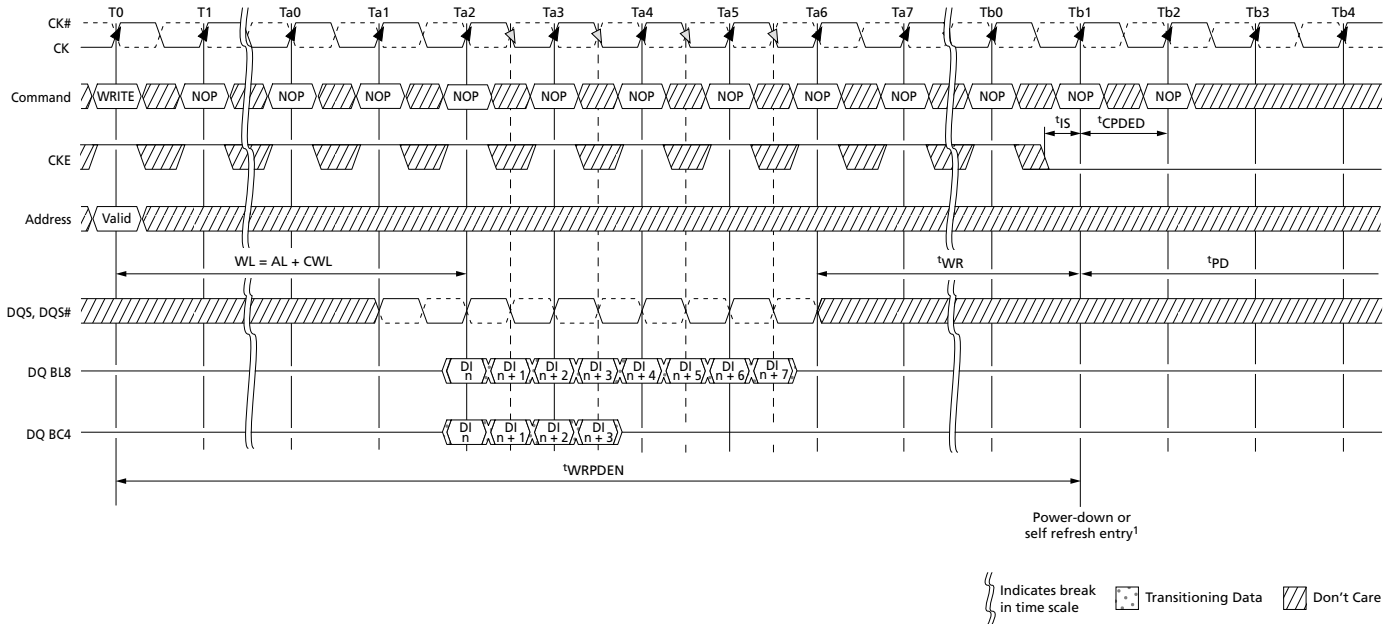 T0 T1 Ta0 Ta1 Ta2 Ta3 Ta4 Ta5 Ta6 Ta7 Tb0 Tb1 Tb2 Tb3 Tb4
CK#
CK
Command WRITE NOP NOP NOP NOP NOP NOP NOP NOP NOP NOP NOP NOP
tIS tCPDED
CKE
Address Valid
WL = AL + CWL tWR tPD
DQS, DQS#
DQ BL8 DI n DI n + 1 DI n + 2 DI n + 3 DI n + 4 DI n + 5 DI n + 6 DI n + 7
DQ BC4 DI n DI n + 1 DI n + 2 DI n + 3
tWRPDEN
Power-down or
self refresh entry1
Indicates break
in time scale
Transitioning Data
Don't Care